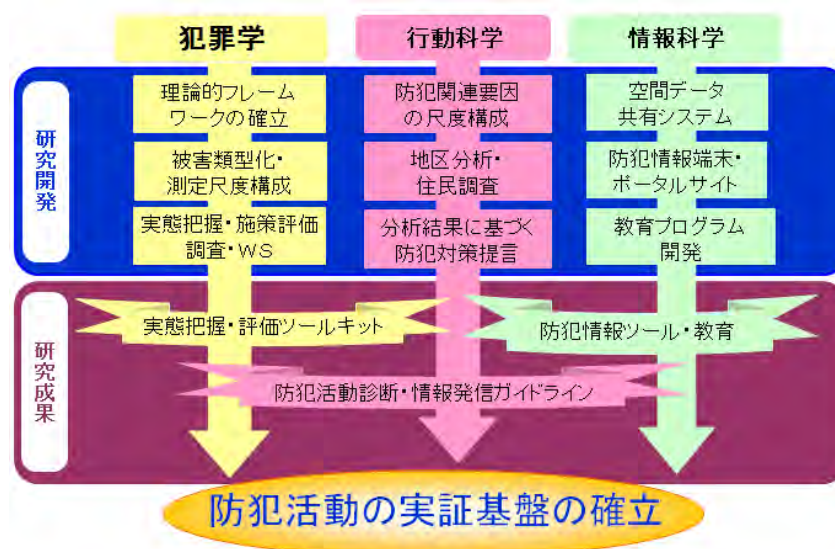 犯罪学
行動科学
情報科学
研究開発
理論的フレーム
ワークの確立
防犯関連要因
の尺度構成
空間データ
共有システム
被害類型化・
測定尺度構成
地区分析・
住民調査
防犯情報端末・
ポータルサイト
実態把握・施策評価
調査・WS
分析結果に基づく
防犯対策提言
教育プログラム
開発
研究成果
実態把握・評価ツールキット
防犯情報ツール・教育
防犯活動診断・情報発信ガイドライン
防犯活動の実証基盤の確立